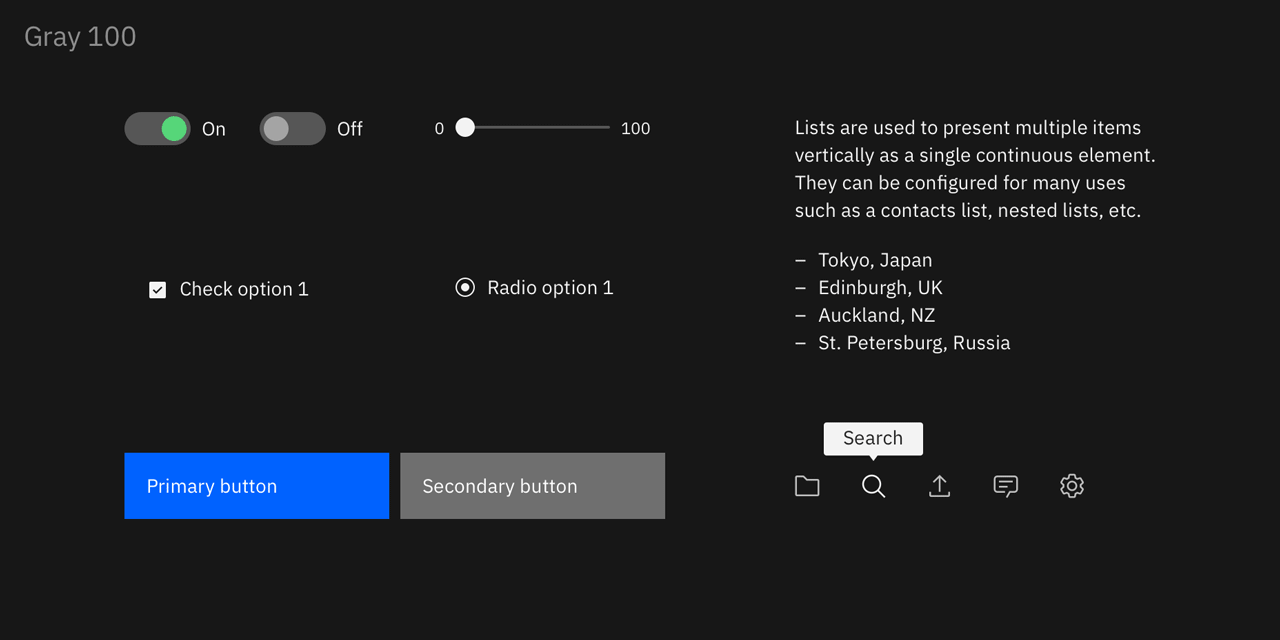 Gray 100
On
Off
0
100
Lists are used to present multiple items
vertically as a single continuous element.
They can be configured for many uses
such as a contacts list, nested lists, etc.
– Tokyo, Japan
– Edinburgh, UK
– Auckland, NZ
– St. Petersburg, Russia
Check option 1
Radio option 1
Search
Primary button
Secondary button